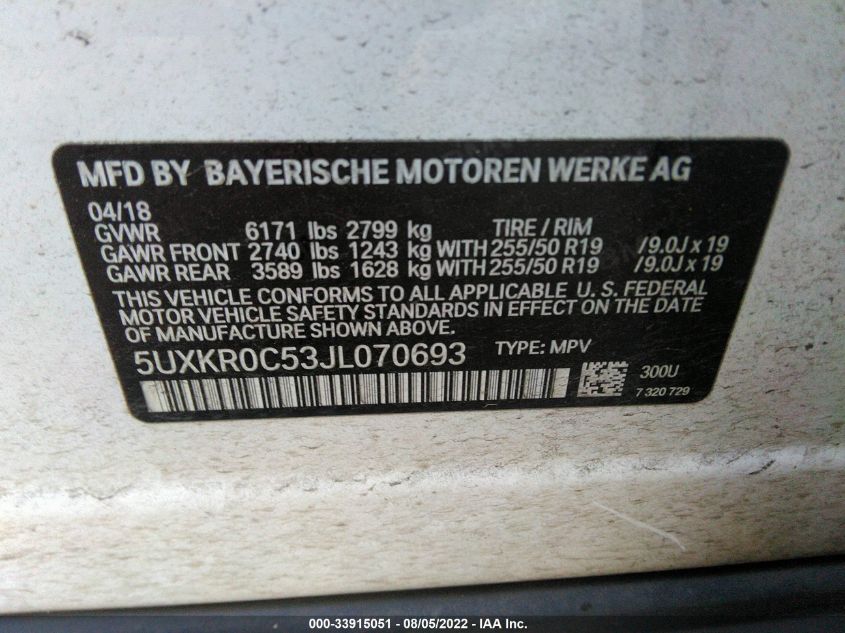 MFD BY BAYERISCHE MOTOREN WERKE AG
04/18
GVWR 6171 lbs 2799 kg TIRE / RIM
GAWR FRONT 2740 lbs 1243 kg WITH 255/50 R19 /9.0J x 19
GAWR REAR 3589 lbs 1628 kg WITH 255/50 R19 /9.0J x 19
THIS VEHICLE CONFORMS TO ALL APPLICABLE U. S. FEDERAL
MOTOR VEHICLE SAFETY STANDARDS IN EFFECT ON THE DATE
OF MANUFACTURE SHOWN ABOVE.
5UXKR0C53JL070693 TYPE: MPV
300U
7 320 729
000-33915051 - 08/05/2022 - IAA Inc.